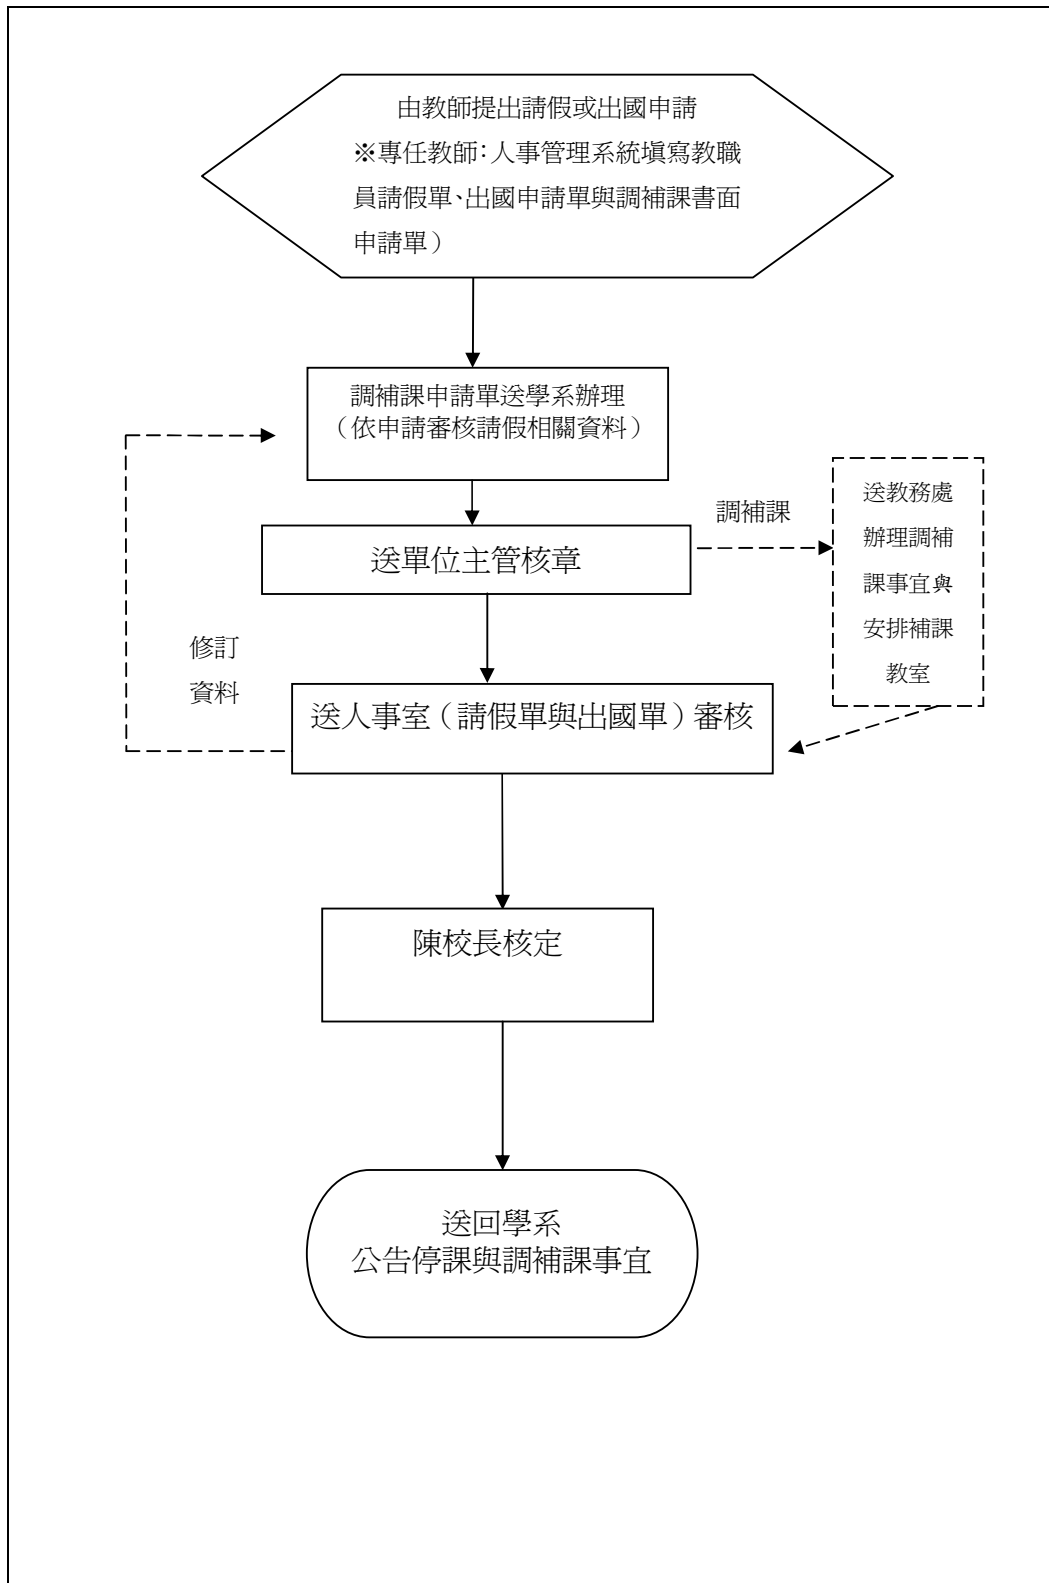 由教師提出請假或出國申請
※專任教師:人事管理系統填寫教職
員請假單、出國申請單與調補課書面
申請單）
調補課申請單送學系辦理
（依申請審核請假相關資料）
調補課
送單位主管核章
送教務處
辦理調補
課事宜與
安排補課
教室
修訂
資料
送人事室（請假單與出國單）審核
陳校長核定
送回學系
公告停課與調補課事宜